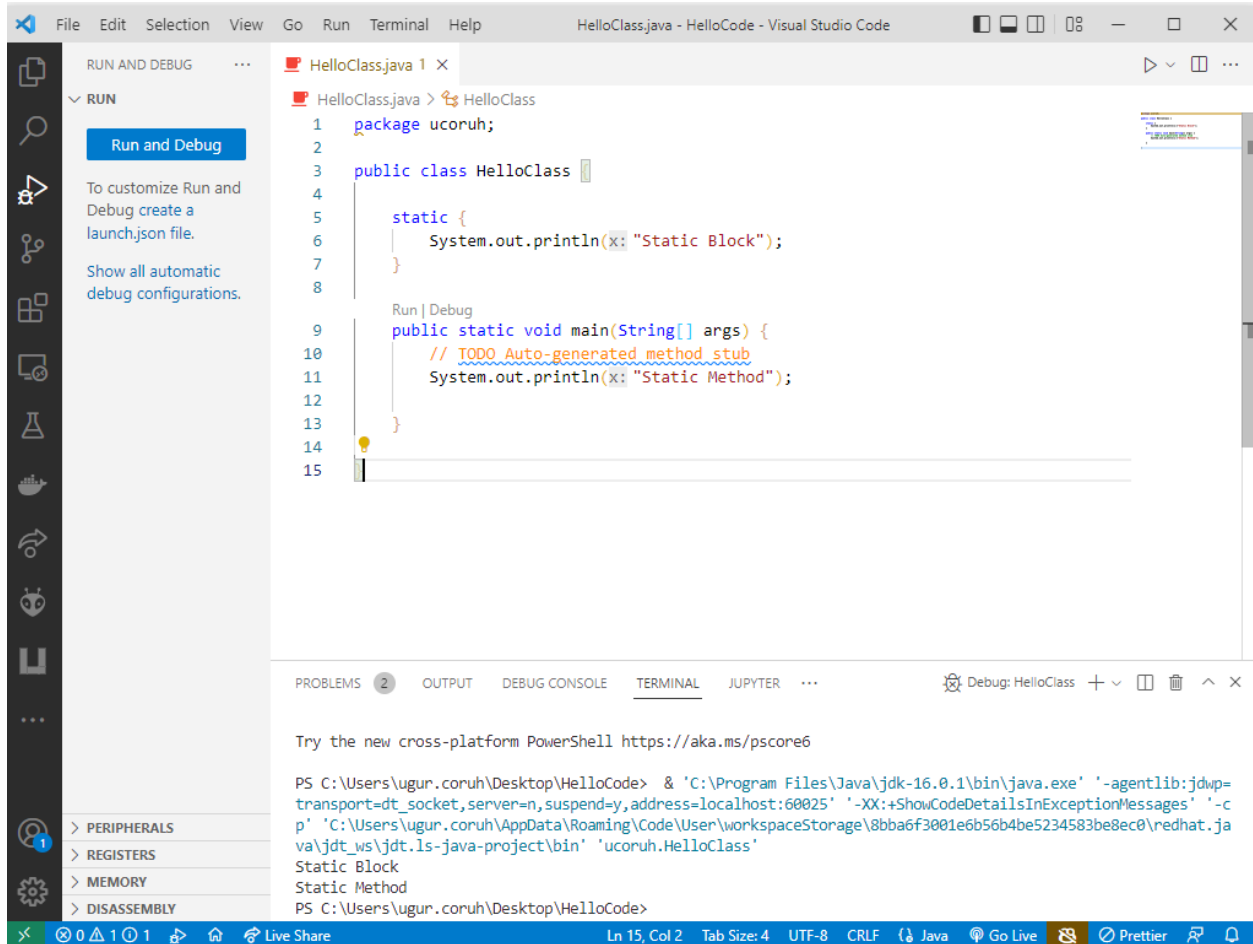 File Edit Selection View Go Run Terminal Help HelloClass.java - HelloCode - Visual Studio Code
RUN AND DEBUG ···
RUN
Run and Debug
To customize Run and
Debug create a
launch.json file.
Show all automatic
debug configurations.
PERIPHERALS
REGISTERS
MEMORY
DISASSEMBLY
1
HelloClass.java 1
HelloClass.java > HelloClass
1 package ucoruh;
2
3 public class HelloClass {
4
5 static {
6 System.out.println(x: "Static Block");
7 }
8
Run | Debug
9 public static void main(String[] args) {
10 // TODO Auto-generated method stub
11 System.out.println(x: "Static Method");
12
13 }
14
15 }
PROBLEMS 2 OUTPUT DEBUG CONSOLE TERMINAL JUPYTER ··· Debug: HelloClass
Try the new cross-platform PowerShell https://aka.ms/pscore6
PS C:\Users\ugur.coruh\Desktop\HelloCode> & 'C:\Program Files\Java\jdk-16.0.1\bin\java.exe' '-agentlib:jdwp=
transport=dt_socket,server=n,suspend=y,address=localhost:60025' '-XX:+ShowCodeDetailsInExceptionMessages' '-c
p' 'C:\Users\ugur.coruh\AppData\Roaming\Code\User\workspaceStorage\8bba6f3001e6b56b4be5234583be8ec0\redhat.ja
va\jdt_ws\jdt.ls-java-project\bin' 'ucoruh.HelloClass'
Static Block
Static Method
PS C:\Users\ugur.coruh\Desktop\HelloCode>
0 1 1 Live Share Ln 15, Col 2 Tab Size: 4 UTF-8 CRLF Java Go Live Prettier